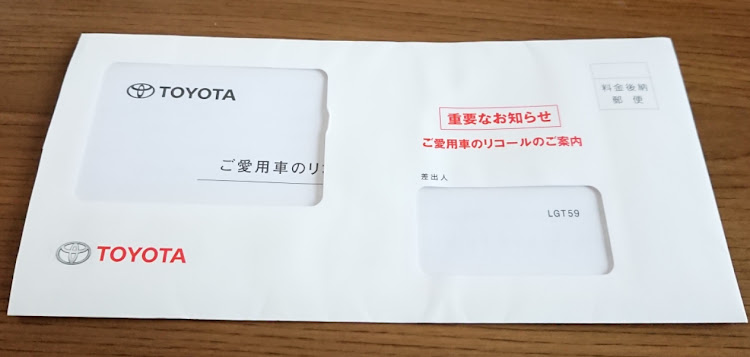 TOYOTA
ご愛用車のリコ
TOYOTA
料金後納
郵便
重要なお知らせ
ご愛用車のリコールのご案内
差出人
LGT59